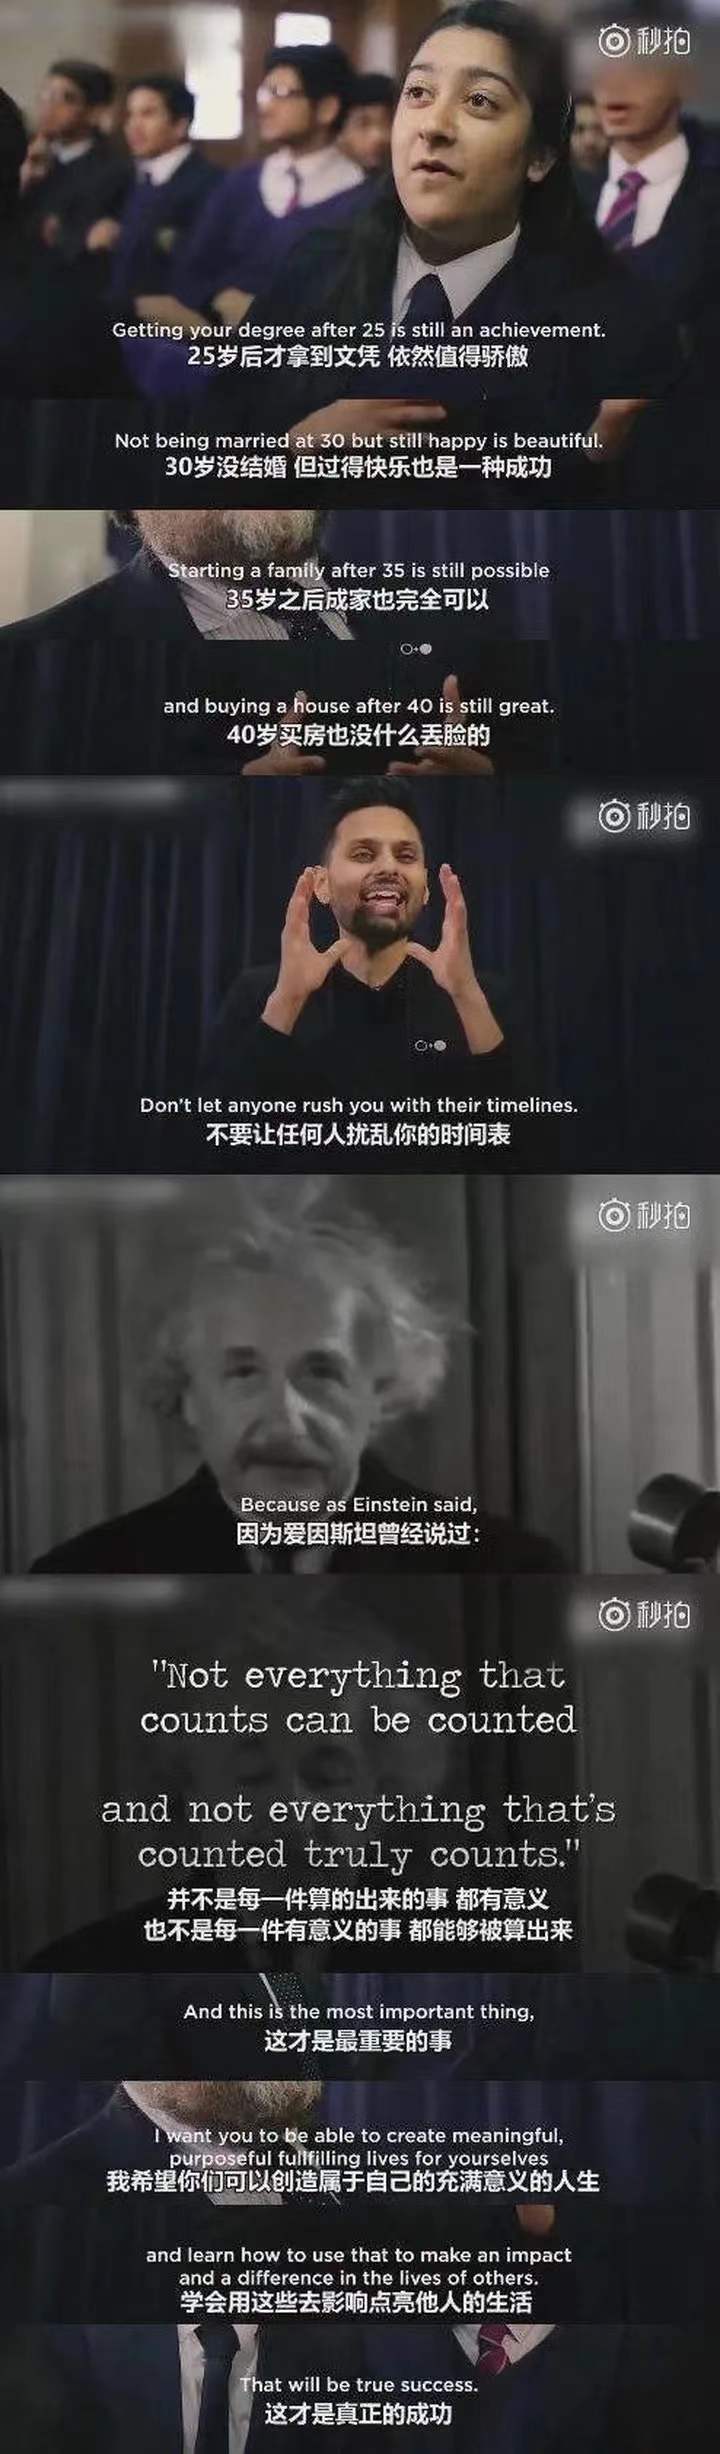 秒拍
Getting your degree after 25 is still an achievement.
25岁后才拿到文凭 依然值得骄傲
Not being married at 30 but still happy is beautiful.
30岁没结婚 但过得快乐也是一种成功
Starting a family after 35 is still possible
35岁之后成家也完全可以
and buying a house after 40 is still great.
40岁买房也没什么丢脸的
秒拍
Don't let anyone rush you with their timelines.
不要让任何人扰乱你的时间表
秒拍
Because as Einstein said,
因为爱因斯坦曾经说过：
秒拍
"Not everything that
counts can be counted
and not everything that's
counted truly counts."
并不是每一件算的出来的事 都有意义
也不是每一件有意义的事 都能够被算出来
And this is the most important thing,
这才是最重要的事
I want you to be able to create meaningful,
purposeful fullfilling lives for yourselves
我希望你们可以创造属于自己的充满意义的人生
and learn how to use that to make an impact
and a difference in the lives of others.
学会用这些去影响点亮他人的生活
That will be true success.
这才是真正的成功